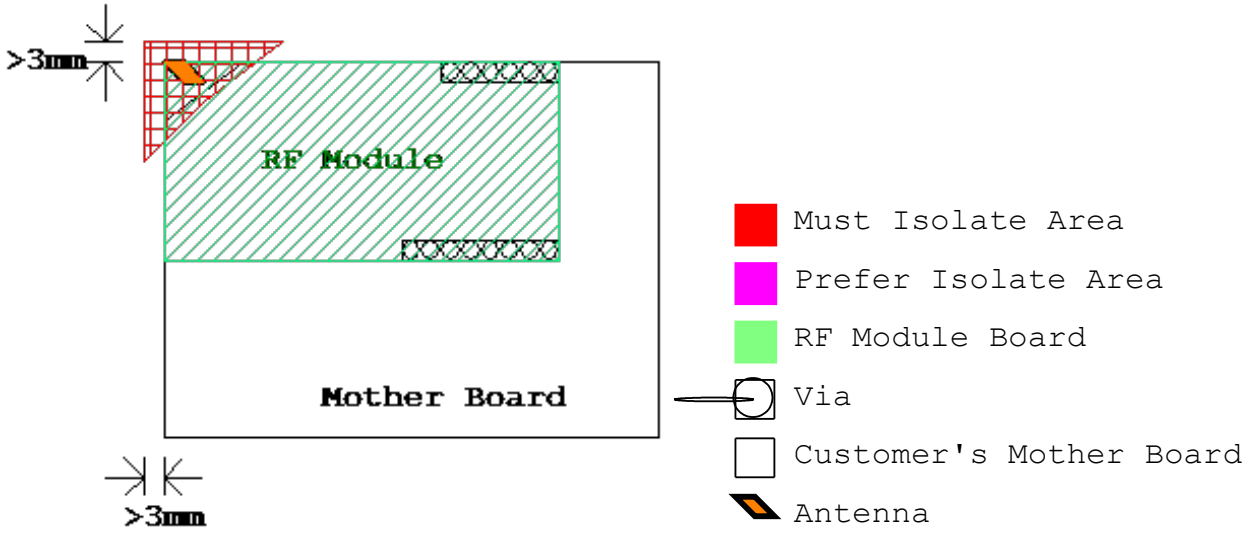 >3mm
RF Module
Mother Board
>3mm
Must Isolate Area
Prefer Isolate Area
RF Module Board
Via
Customer's Mother Board
Antenna